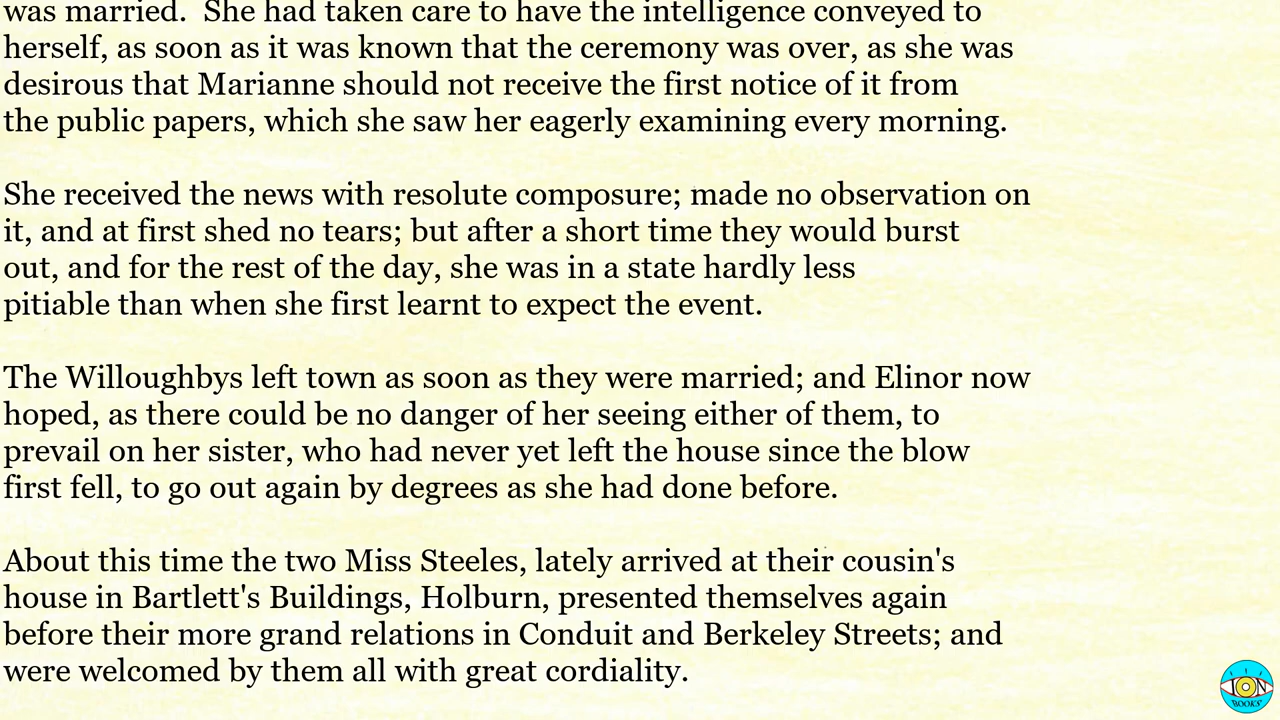 was married.  She had taken care to have the intelligence conveyed to
herself, as soon as it was known that the ceremony was over, as she was
desirous that Marianne should not receive the first notice of it from
the public papers, which she saw her eagerly examining every morning.
She received the news with resolute composure; made no observation on
it, and at first shed no tears; but after a short time they would burst
out, and for the rest of the day, she was in a state hardly less
pitiable than when she first learnt to expect the event.
The Willoughbys left town as soon as they were married; and Elinor now
hoped, as there could be no danger of her seeing either of them, to
prevail on her sister, who had never yet left the house since the blow
first fell, to go out again by degrees as she had done before.
About this time the two Miss Steeles, lately arrived at their cousin's
house in Bartlett's Buildings, Holburn, presented themselves again
before their more grand relations in Conduit and Berkeley Streets; and
were welcomed by them all with great cordiality.
ION
BOOKS